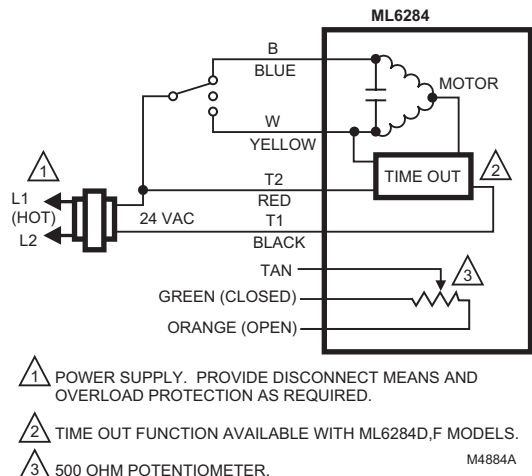 ML6284
B
BLUE
MOTOR
W
YELLOW
1
L1
(HOT)
L2
24 VAC
T2
RED
T1
BLACK
TIME OUT
2
TAN
3
GREEN (CLOSED)
ORANGE (OPEN)
1 POWER SUPPLY. PROVIDE DISCONNECT MEANS AND
OVERLOAD PROTECTION AS REQUIRED.
2 TIME OUT FUNCTION AVAILABLE WITH ML6284D,F MODELS.
3 500 OHM POTENTIOMETER.
M4884A